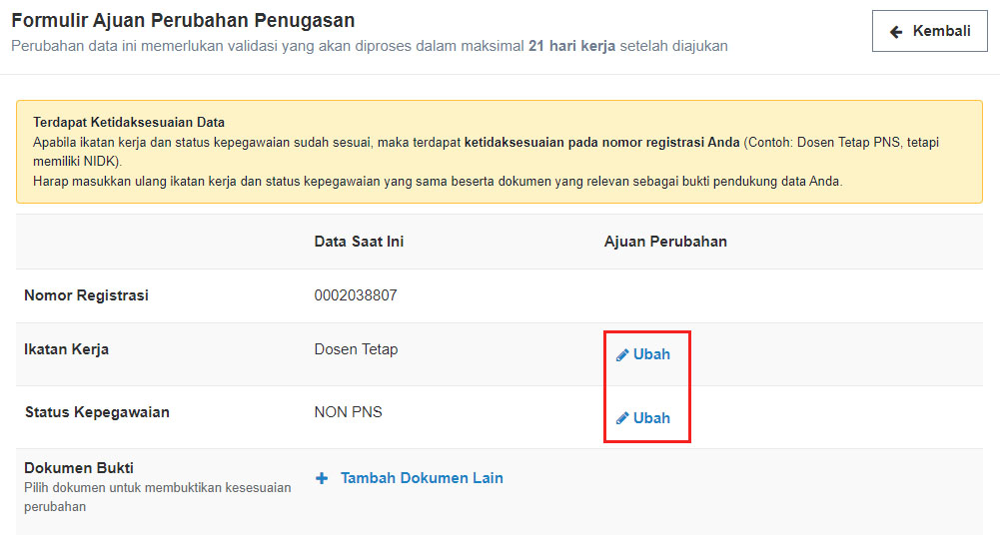 Formulir Ajuan Perubahan Penugasan
Perubahan data ini memerlukan validasi yang akan diproses dalam maksimal 21 hari kerja setelah diajukan
Kembali
Terdapat Ketidaksesuaian Data
Apabila ikatan kerja dan status kepegawaian sudah sesuai, maka terdapat ketidaksesuaian pada nomor registrasi Anda (Contoh: Dosen Tetap PNS, tetapi
memiliki NIDK).
Harap masukkan ulang ikatan kerja dan status kepegawaian yang sama beserta dokumen yang relevan sebagai bukti pendukung data Anda.
Data Saat Ini Ajuan Perubahan
Nomor Registrasi 0002038807
Ikatan Kerja Dosen Tetap Ubah
Status Kepegawaian NON PNS Ubah
Dokumen Bukti
Pilih dokumen untuk membuktikan kesesuaian
perubahan
Tambah Dokumen Lain